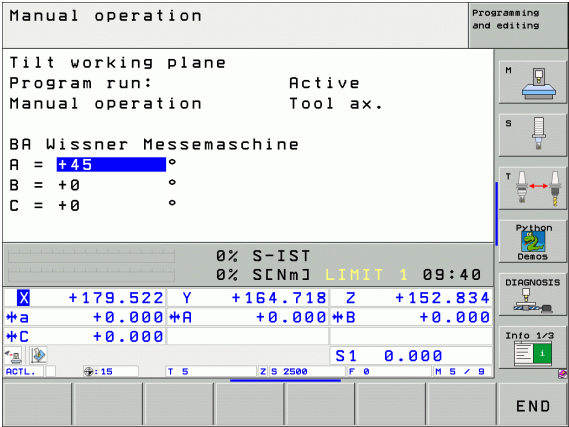 Manual operation
Programming
and editing
Tilt working plane
Program run: Active
Manual operation Tool ax.
BA Wissner Messemaschine
A = +45 °
B = +0 °
C = +0 °
0% S-IST
0% S[Nm] LIMIT 1 09:40
X +179.522 Y +164.718 Z +152.834
a +0.000 A +0.000 B +0.000
C +0.000
S1 0.000
ACTL. :15 T 5 Z S 2500 F 0 M 5 / 9
M
S
T
Python
Demos
DIAGNOSIS
Info 1/3
i
END